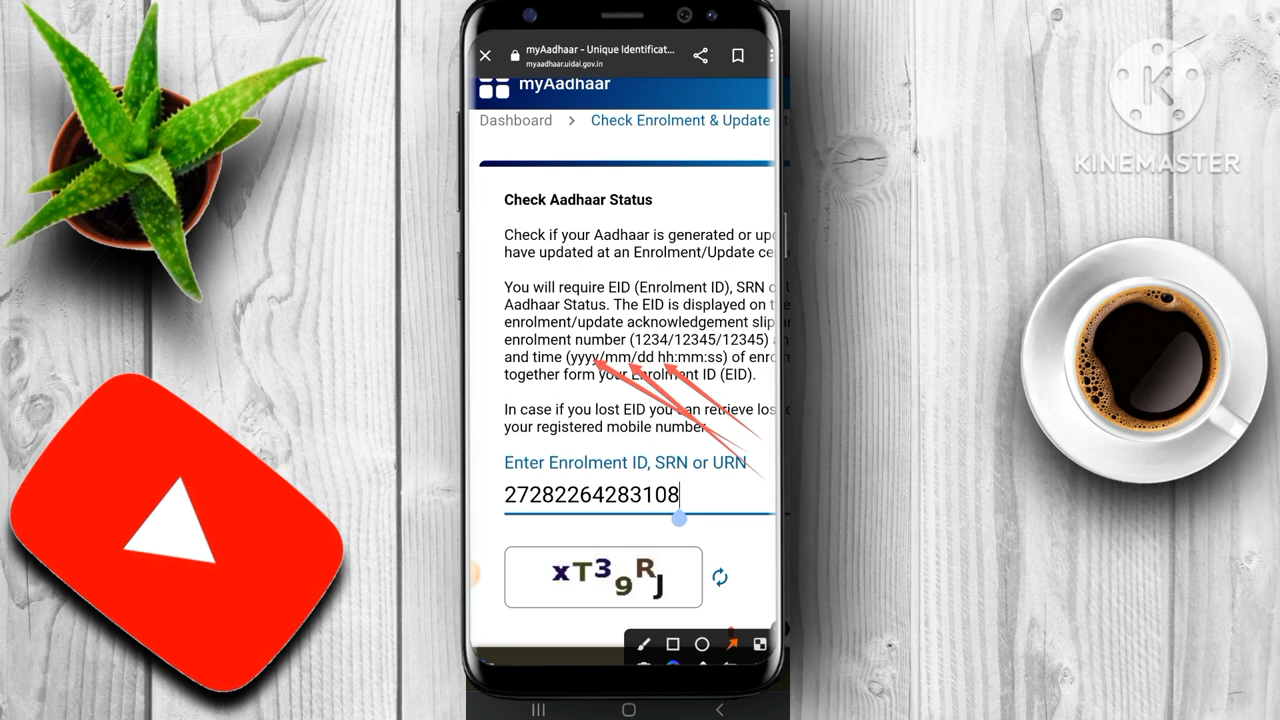 myAadhaar - Unique Identificat...
myaadhaar.uidai.gov.in
myAadhaar
Dashboard > Check Enrolment & Update
Check Aadhaar Status
Check if your Aadhaar is generated or
have updated at an Enrolment/Update
You will require EID (Enrolment ID), SRN
Aadhaar Status. The EID is displayed on
enrolment/update acknowledgement slip
enrolment number (1234/12345/12345)
and time (yyyy/mm/dd hh:mm:ss) of
together form your Enrolment ID (EID).
In case if you lost EID you can retrieve
your registered mobile number
Enter Enrolment ID, SRN or URN
27282264283108
xT39RJ
K
KINEMASTER